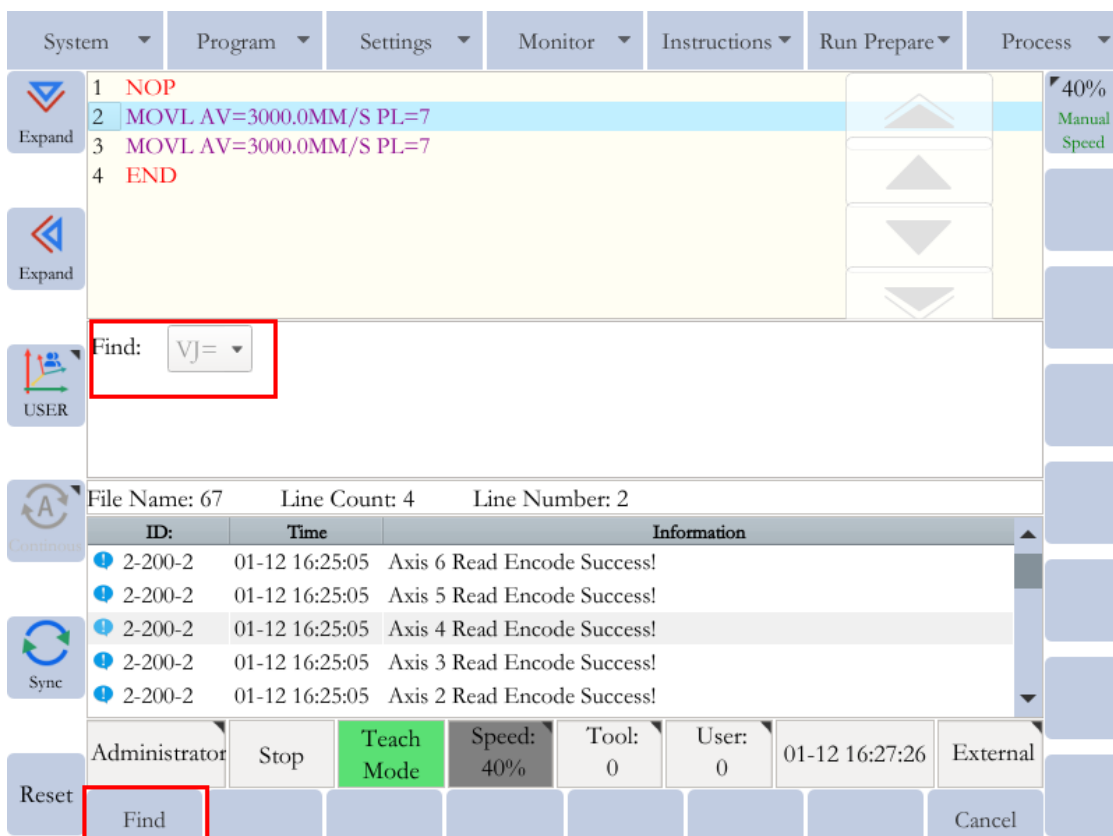 System Program Settings Monitor Instructions Run Prepare Process
Expand
1 NOP
2 MOVL AV=3000.0MM/S PL=7
3 MOVL AV=3000.0MM/S PL=7
4 END
40%
Manual
Speed
Expand
Find: VJ=
USER
File Name: 67 Line Count: 4 Line Number: 2
A
Continous
ID: Time Information
2-200-2 01-12 16:25:05 Axis 6 Read Encode Success!
2-200-2 01-12 16:25:05 Axis 5 Read Encode Success!
2-200-2 01-12 16:25:05 Axis 4 Read Encode Success!
2-200-2 01-12 16:25:05 Axis 3 Read Encode Success!
2-200-2 01-12 16:25:05 Axis 2 Read Encode Success!
Sync
Administrator Stop Teach Mode Speed: 40% Tool: 0 User: 0 01-12 16:27:26 External
Reset
Find Cancel